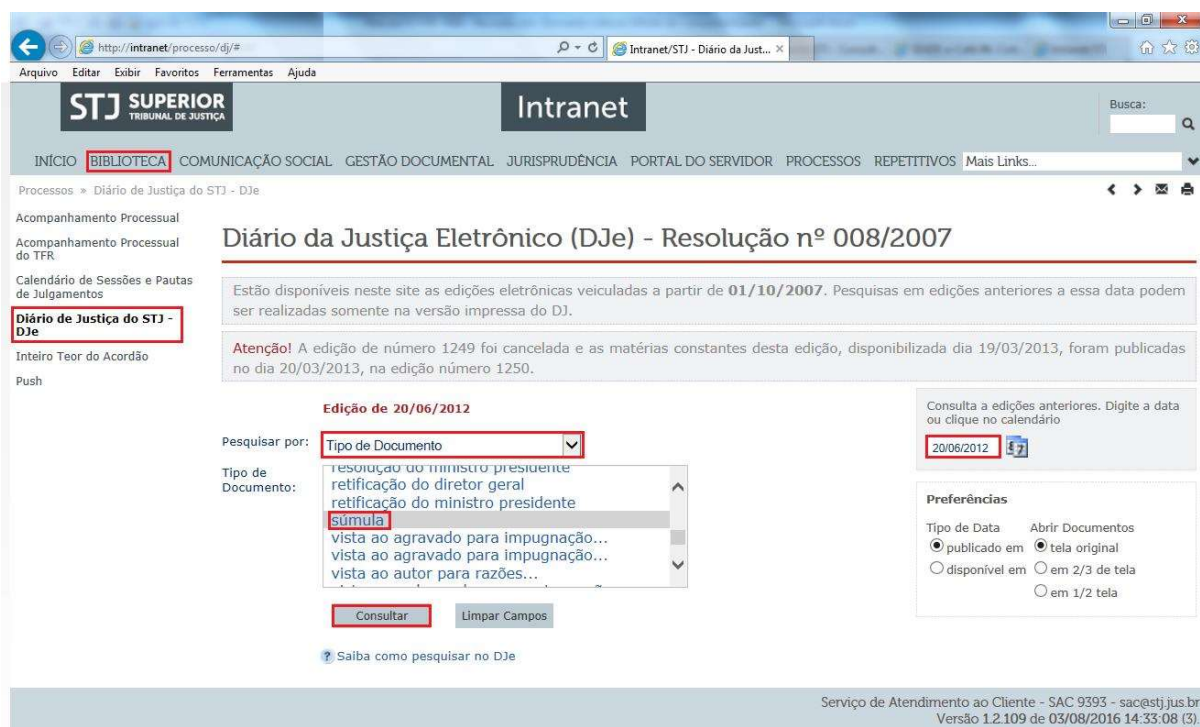 http://intranet/processo/dj/#
Intranet/STJ - Diário da Just...
Arquivo Editar Exibir Favoritos Ferramentas Ajuda
STJ SUPERIOR
TRIBUNAL DE JUSTIÇA
Intranet
Busca:
INÍCIO BIBLIOTECA COMUNICAÇÃO SOCIAL GESTÃO DOCUMENTAL JURISPRUDÊNCIA PORTAL DO SERVIDOR PROCESSOS REPETITIVOS Mais Links...
Processos » Diário de Justiça do STJ - DJe
Acompanhamento Processual
Acompanhamento Processual
do TFR
Calendário de Sessões e Pautas
de Julgamentos
Diário de Justiça do STJ -
DJe
Inteiro Teor do Acordão
Push
Diário da Justiça Eletrônico (DJe) - Resolução nº 008/2007
Estão disponíveis neste site as edições eletrônicas veiculadas a partir de 01/10/2007. Pesquisas em edições anteriores a essa data podem
ser realizadas somente na versão impressa do DJ.
Atenção! A edição de número 1249 foi cancelada e as matérias constantes desta edição, disponibilizada dia 19/03/2013, foram publicadas
no dia 20/03/2013, na edição número 1250.
Edição de 20/06/2012
Pesquisar por: Tipo de Documento
Tipo de
Documento:
resolução do ministro presidente
retificação do diretor geral
retificação do ministro presidente
súmula
vista ao agravado para impugnação...
vista ao agravado para impugnação...
vista ao autor para razões...
Consultar Limpar Campos
? Saiba como pesquisar no DJe
Consulta a edições anteriores. Digite a data
ou clique no calendário
20/06/2012
Preferências
Tipo de Data Abrir Documentos
publicado em tela original
disponível em em 2/3 de tela
em 1/2 tela
Serviço de Atendimento ao Cliente - SAC 9393 - sac@stj.jus.br
Versão 1.2.109 de 03/08/2016 14:33:08 (3)